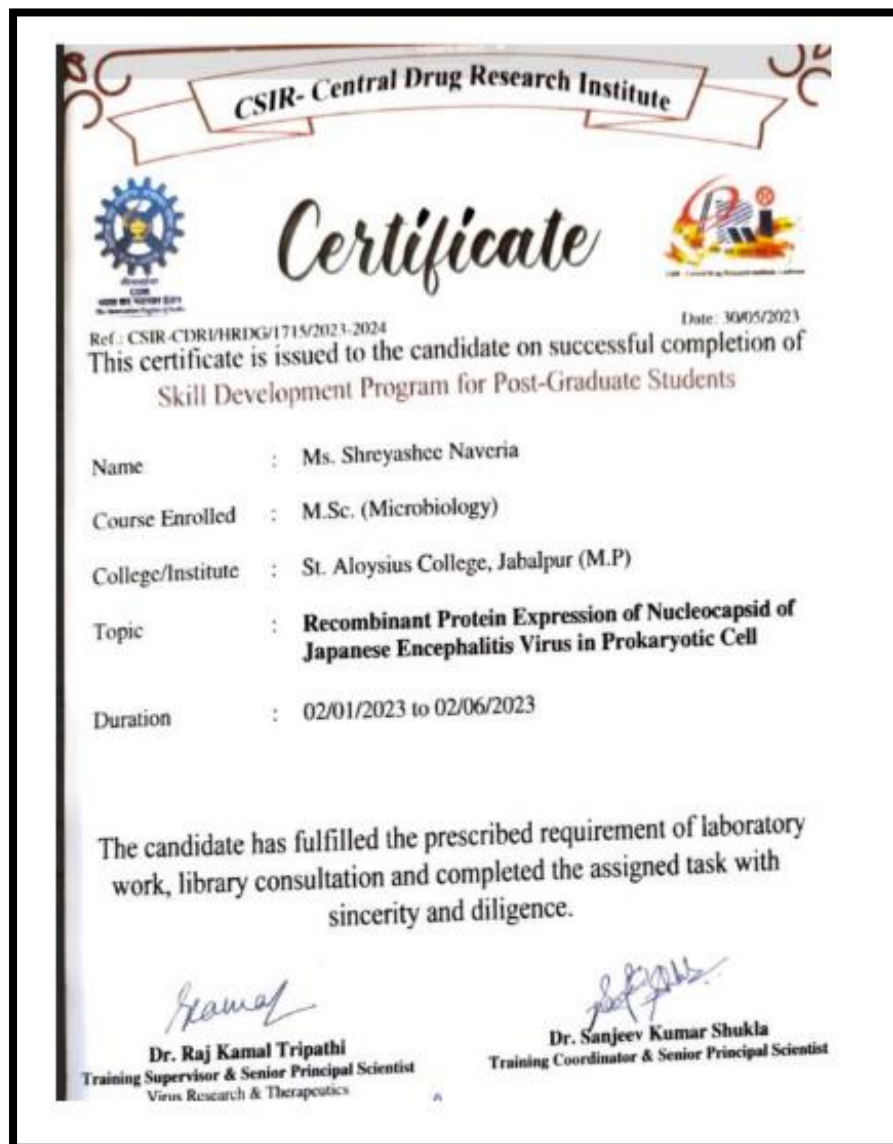 CSIR- Central Drug Research Institute
Certificate
CSIR
Ref : CSIR-CDRI/HRDG/1715/2023-2024
Date: 30/05/2023
This certificate is issued to the candidate on successful completion of
Skill Development Program for Post-Graduate Students
Name : Ms. Shreyashee Naveria
Course Enrolled : M.Sc. (Microbiology)
College/Institute : St. Aloysius College, Jabalpur (M.P)
Topic : Recombinant Protein Expression of Nucleocapsid of
Japanese Encephalitis Virus in Prokaryotic Cell
Duration : 02/01/2023 to 02/06/2023
The candidate has fulfilled the prescribed requirement of laboratory
work, library consultation and completed the assigned task with
sincerity and diligence.
Dr. Raj Kamal Tripathi
Training Supervisor & Senior Principal Scientist
Virus Research & Therapeutics
Dr. Sanjeev Kumar Shukla
Training Coordinator & Senior Principal Scientist